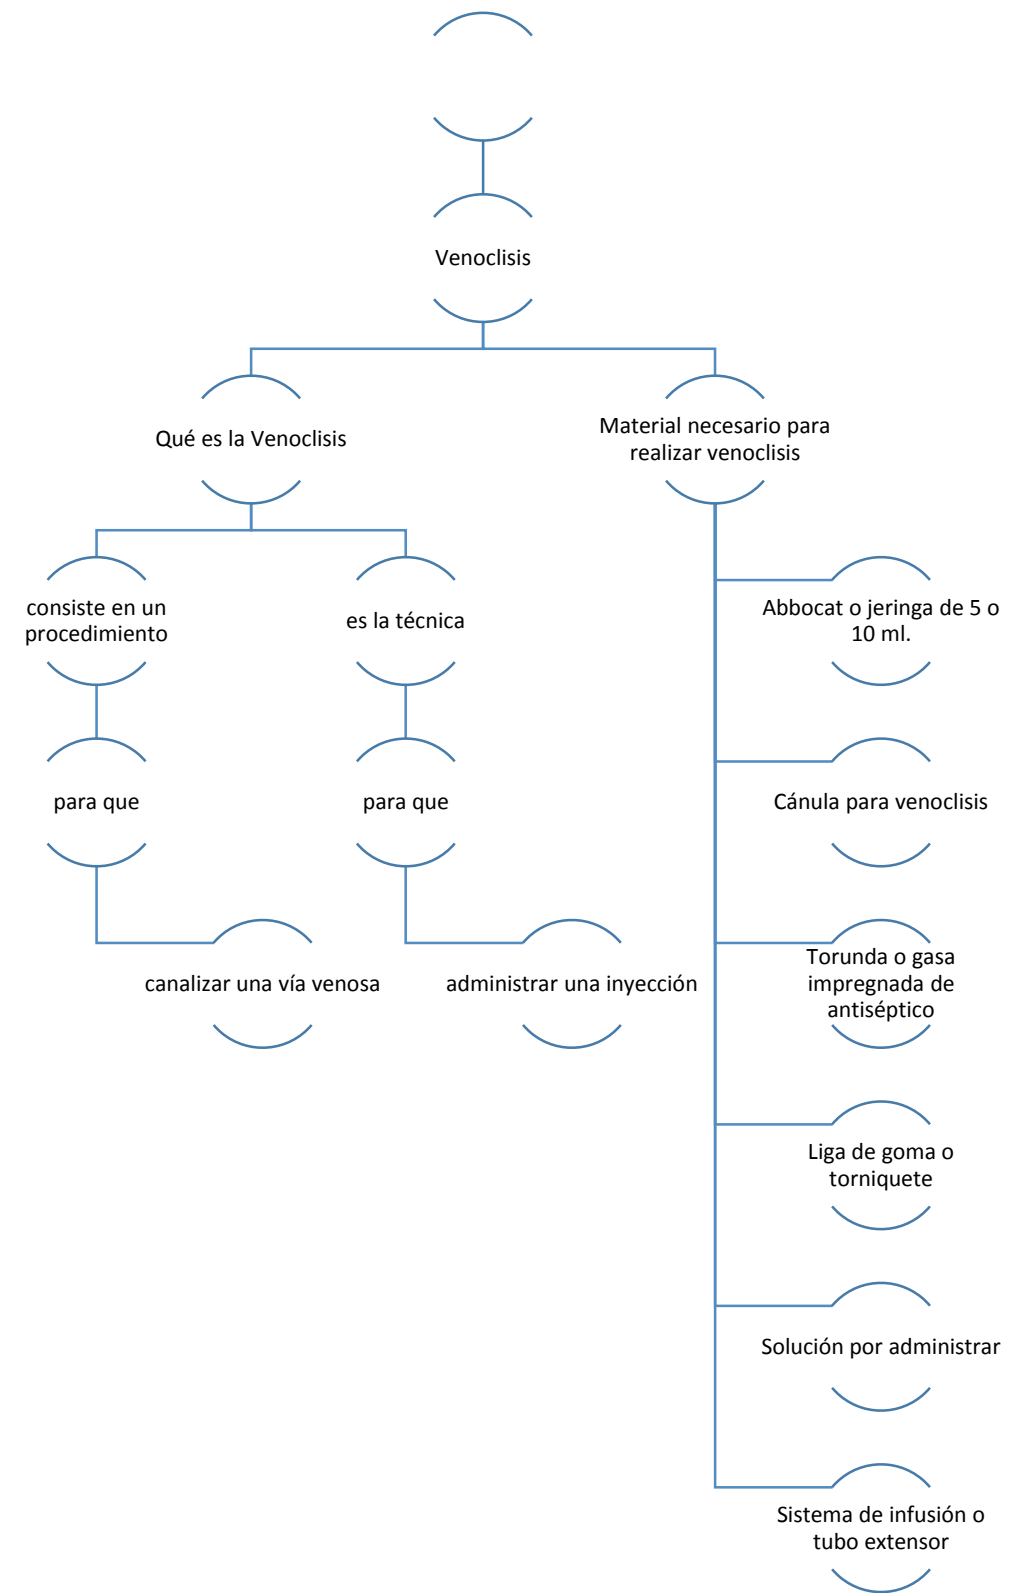 Venoclisis
Qué es la Venoclisis
Material necesario para
realizar venoclisis
consiste en un
procedimiento
es la técnica
para que
para que
canalizar una vía venosa
administrar una inyección
Abbocat o jeringa de 5 o
10 ml.
Cánula para venoclisis
Torunda o gasa
impregnada de
antiséptico
Liga de goma o
torniquete
Solución por administrar
Sistema de infusión o
tubo extensor